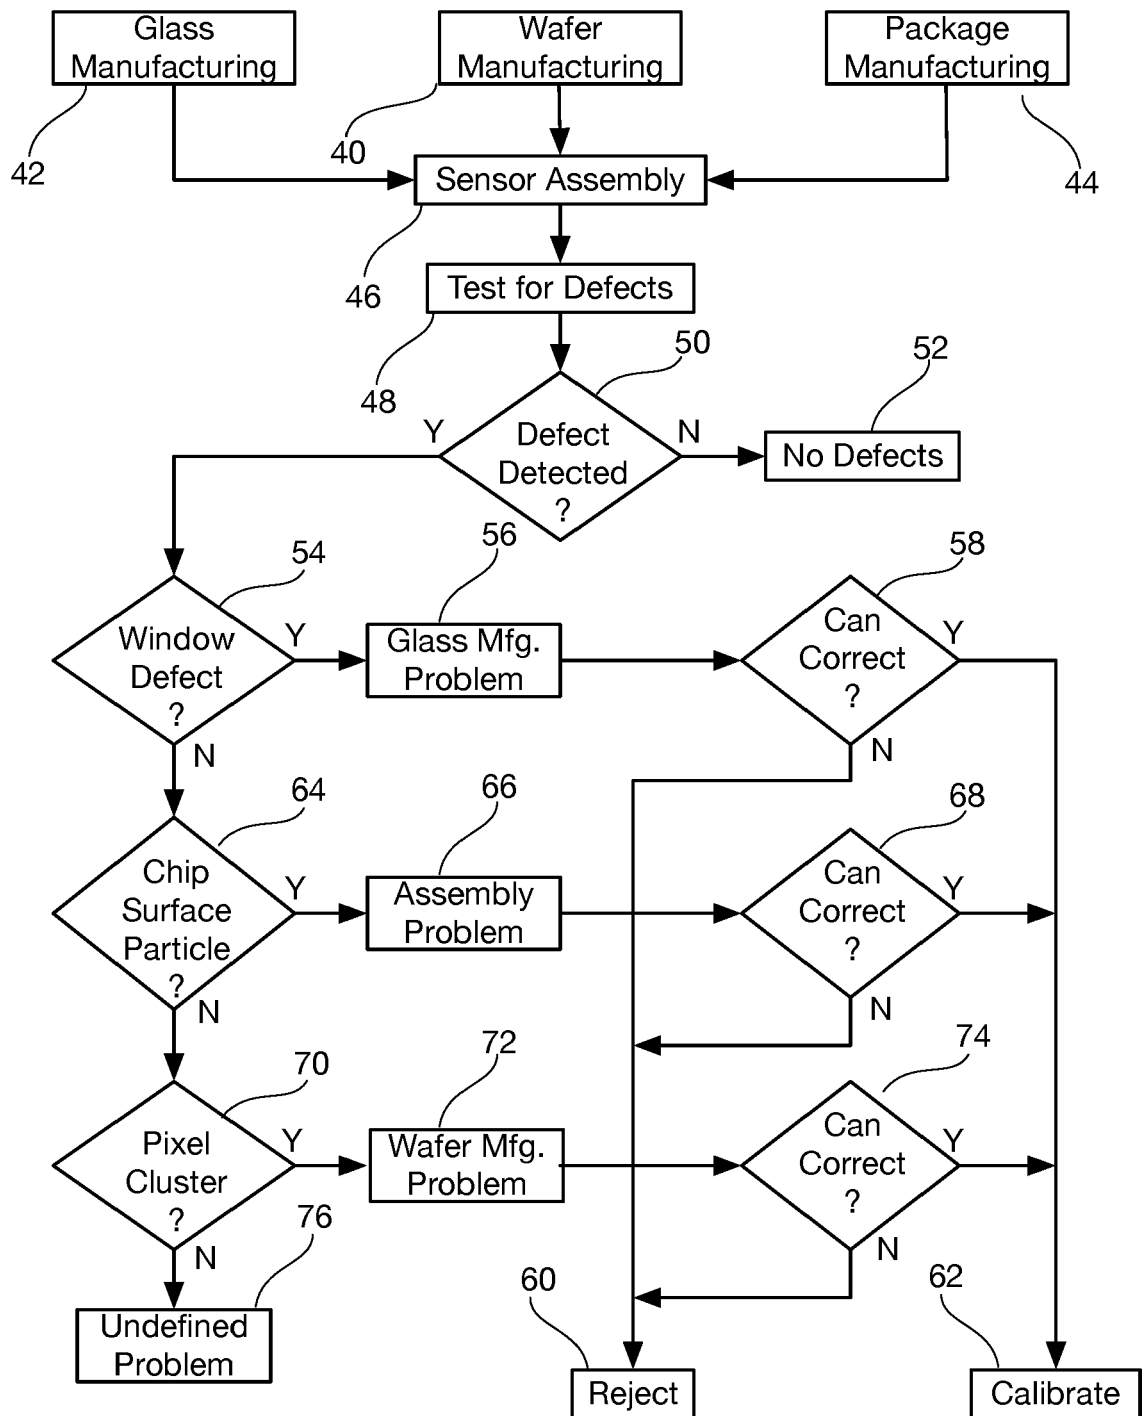 Glass
Manufacturing
Wafer
Manufacturing
Package
Manufacturing
42
40
44
Sensor Assembly
46
Test for Defects
48
50
52
Y
Defect
Detected
?
N
No Defects
54
56
58
Window
Defect
?
Y
Glass Mfg.
Problem
Can
Correct
?
Y
N
N
64
66
68
Chip
Surface
Particle
?
Y
Assembly
Problem
Can
Correct
?
Y
N
N
70
72
74
Pixel
Cluster
?
Y
Wafer Mfg.
Problem
Can
Correct
?
Y
76
N
N
60
62
Undefined
Problem
Reject
Calibrate